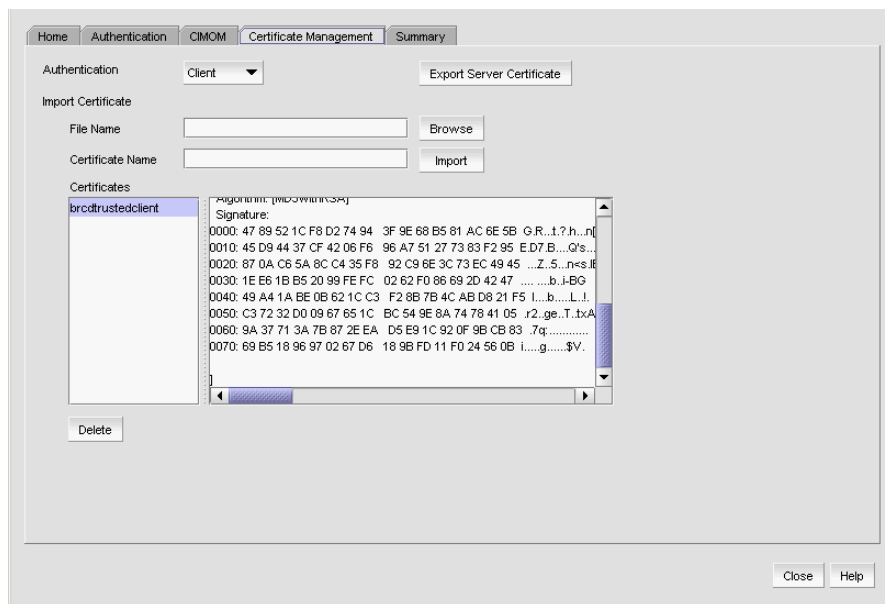 Home Authentication CIMOM Certificate Management Summary
Authentication Client Export Server Certificate
Import Certificate
File Name Browse
Certificate Name Import
Certificates
brcdtrustedclient
Algorithm: [MD5withRSA]
Signature:
0000: 47 89 52 1C F8 D2 74 94 3F 9E 68 B5 81 AC 6E 5B G.R...t.?.h...n[
0010: 45 D9 44 37 CF 42 06 F6 96 A7 51 27 73 83 F2 95 E.D7.B....Q's...
0020: 87 0A C6 5A 8C C4 35 F8 92 C9 6E 3C 73 EC 49 45 ...Z..5...n<s.IE
0030: 1E E6 1B B5 20 99 FE FC 02 62 F0 86 69 2D 42 47 .... ....b..i-BG
0040: 49 A4 1A BE 0B 62 1C C3 F2 8B 7B 4C AB D8 21 F5 I....b.....L..!.
0050: C3 72 32 D0 09 67 65 1C BC 54 9E 8A 74 78 41 05 .r2..ge..T..txA
0060: 9A 37 71 3A 7B 87 2E EA D5 E9 1C 92 0F 9B CB 83 .7q:............
0070: 69 B5 18 96 97 02 67 D6 18 9B FD 11 F0 24 56 0B i.....g......$V.
]
Delete
Close Help